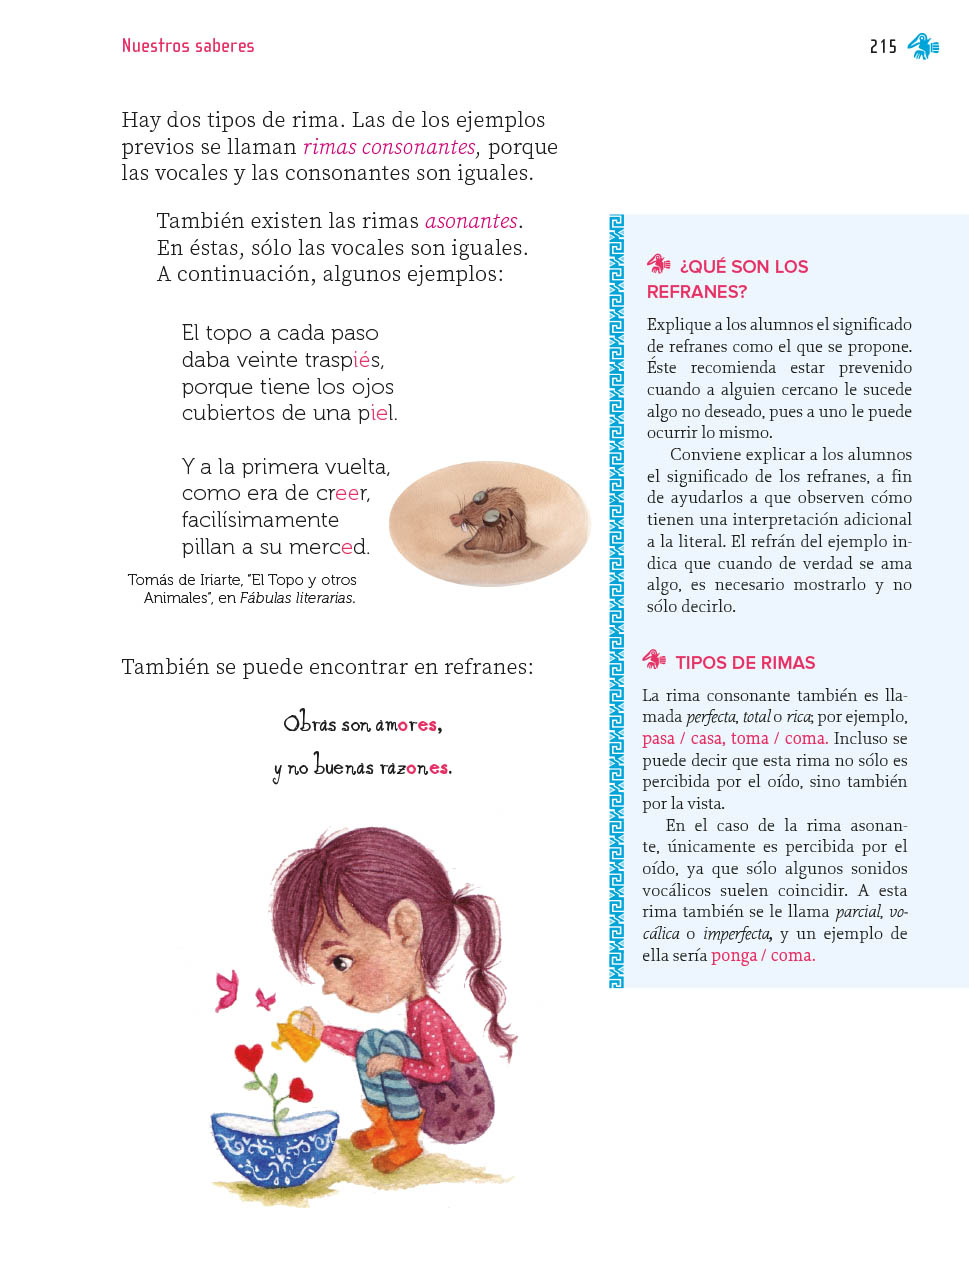 Nuestros saberes
215
Hay dos tipos de rima. Las de los ejemplos
previos se llaman rimas consonantes, porque
las vocales y las consonantes son iguales.
También existen las rimas asonantes.
En éstas, sólo las vocales son iguales.
A continuación, algunos ejemplos:
El topo a cada paso
daba veinte traspiés,
porque tiene los ojos
cubiertos de una piel.
Y a la primera vuelta,
como era de creer,
facilísimamente
pillan a su merced.
Tomás de Iriarte, "El Topo y otros
Animales", en Fábulas literarias.
También se puede encontrar en refranes:
Obras son amores,
y no buenas razones.
¿QUÉ SON LOS
REFRANES?
Explique a los alumnos el significado
de refranes como el que se propone.
Éste recomienda estar prevenido
cuando a alguien cercano le sucede
algo no deseado, pues a uno le puede
ocurrir lo mismo.
Conviene explicar a los alumnos
el significado de los refranes, a fin
de ayudarlos a que observen cómo
tienen una interpretación adicional
a la literal. El refrán del ejemplo in-
dica que cuando de verdad se ama
algo, es necesario mostrarlo y no
sólo decirlo.
TIPOS DE RIMAS
La rima consonante también es lla-
mada perfecta, total o rica; por ejemplo,
pasa / casa, toma / coma. Incluso se
puede decir que esta rima no sólo es
percibida por el oído, sino también
por la vista.
En el caso de la rima asonan-
te, únicamente es percibida por el
oído, ya que sólo algunos sonidos
vocálicos suelen coincidir. A esta
rima también se le llama parcial, vo-
cálica o imperfecta, y un ejemplo de
ella sería ponga / coma.